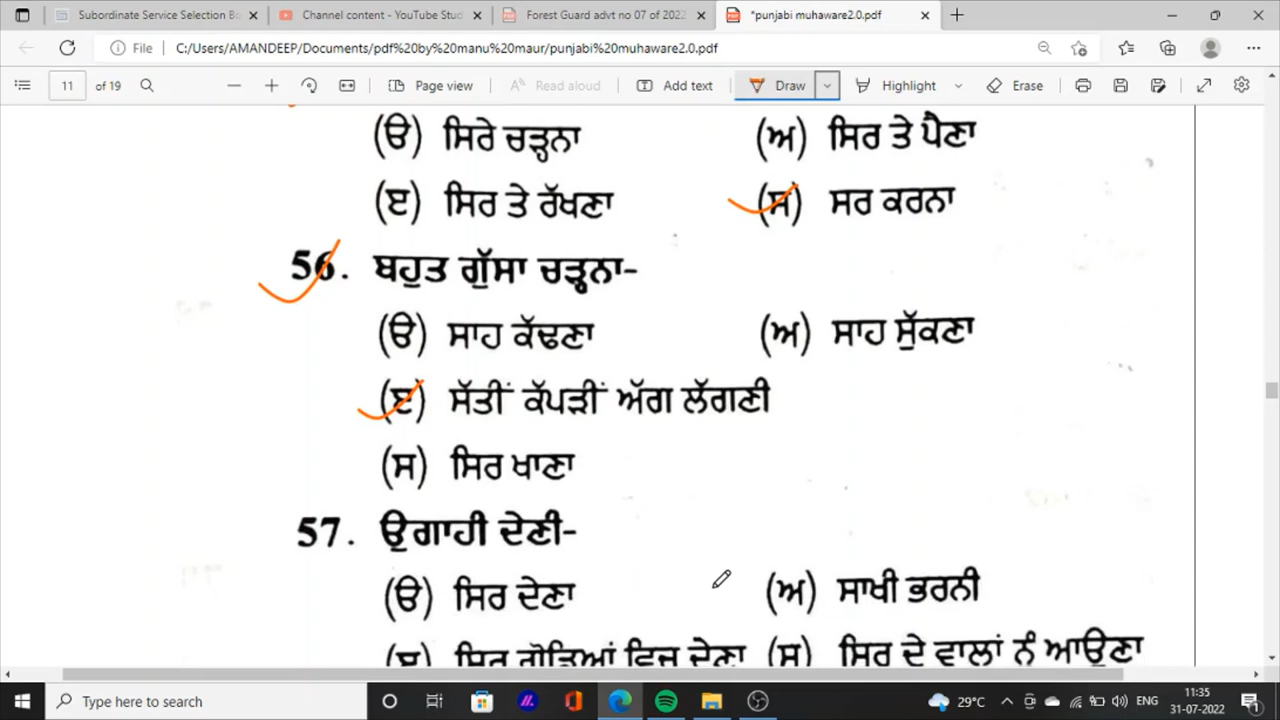 Subordinate Service Selection Bo
Channel content - YouTube Stud
Forest Guard advt no 07 of 2022
*punjabi muhaware2.0.pdf
File
C:/Users/AMANDEEP/Documents/pdf%20by%20manu%20maur/punjabi%20muhaware2.0.pdf
11 of 19
Page view
Read aloud
Add text
Draw
Highlight
Erase
(ੳ) ਸਿਰੇ ਚੜ੍ਹਨਾ (ਅ) ਸਿਰ ਤੇ ਪੈਣਾ
(ੲ) ਸਿਰ ਤੇ ਰੱਖਣਾ (ਸ) ਸਰ ਕਰਨਾ
56. ਬਹੁਤ ਗੁੱਸਾ ਚੜ੍ਹਨਾ-
(ੳ) ਸਾਹ ਕੱਢਣਾ (ਅ) ਸਾਹ ਸੁੱਕਣਾ
(ੲ) ਸੱਤੀਂ ਕੱਪੜੀਂ ਅੱਗ ਲੱਗਣੀ
(ਸ) ਸਿਰ ਖਾਣਾ
57. ਉਗਾਹੀ ਦੇਣੀ-
(ੳ) ਸਿਰ ਦੇਣਾ (ਅ) ਸਾਖੀ ਭਰਨੀ
(ੲ) ਸਿਰ ਗੋਡਿਆਂ ਵਿਚ ਦੇਣਾ (ਸ) ਸਿਰ ਦੇ ਵਾਲਾਂ ਨੂੰ ਆਉਣਾ
Type here to search
29°C
ENG
11:35
31-07-2022